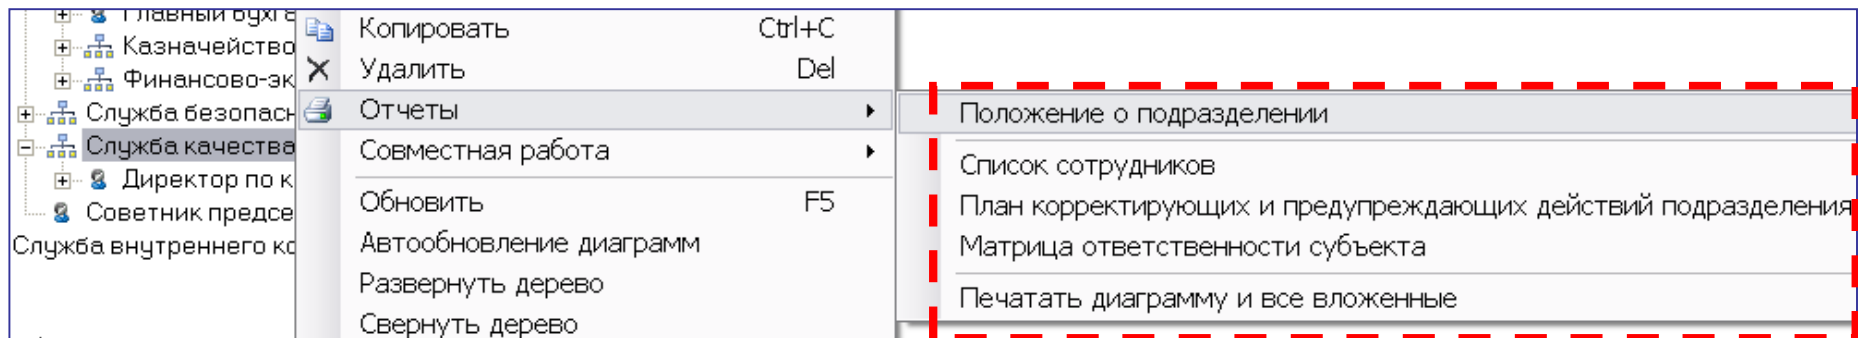 Главный бухг
Казначейство
Финансово-эк
Служба безопасн
Служба качества
Директор по к
Советник предсе
Служба внутреннего ко
Копировать Ctrl+C
Удалить Del
Отчеты
Совместная работа
Обновить F5
Автообновление диаграмм
Развернуть дерево
Свернуть дерево
Положение о подразделении
Список сотрудников
План корректирующих и предупреждающих действий подразделения
Матрица ответственности субъекта
Печатать диаграмму и все вложенные